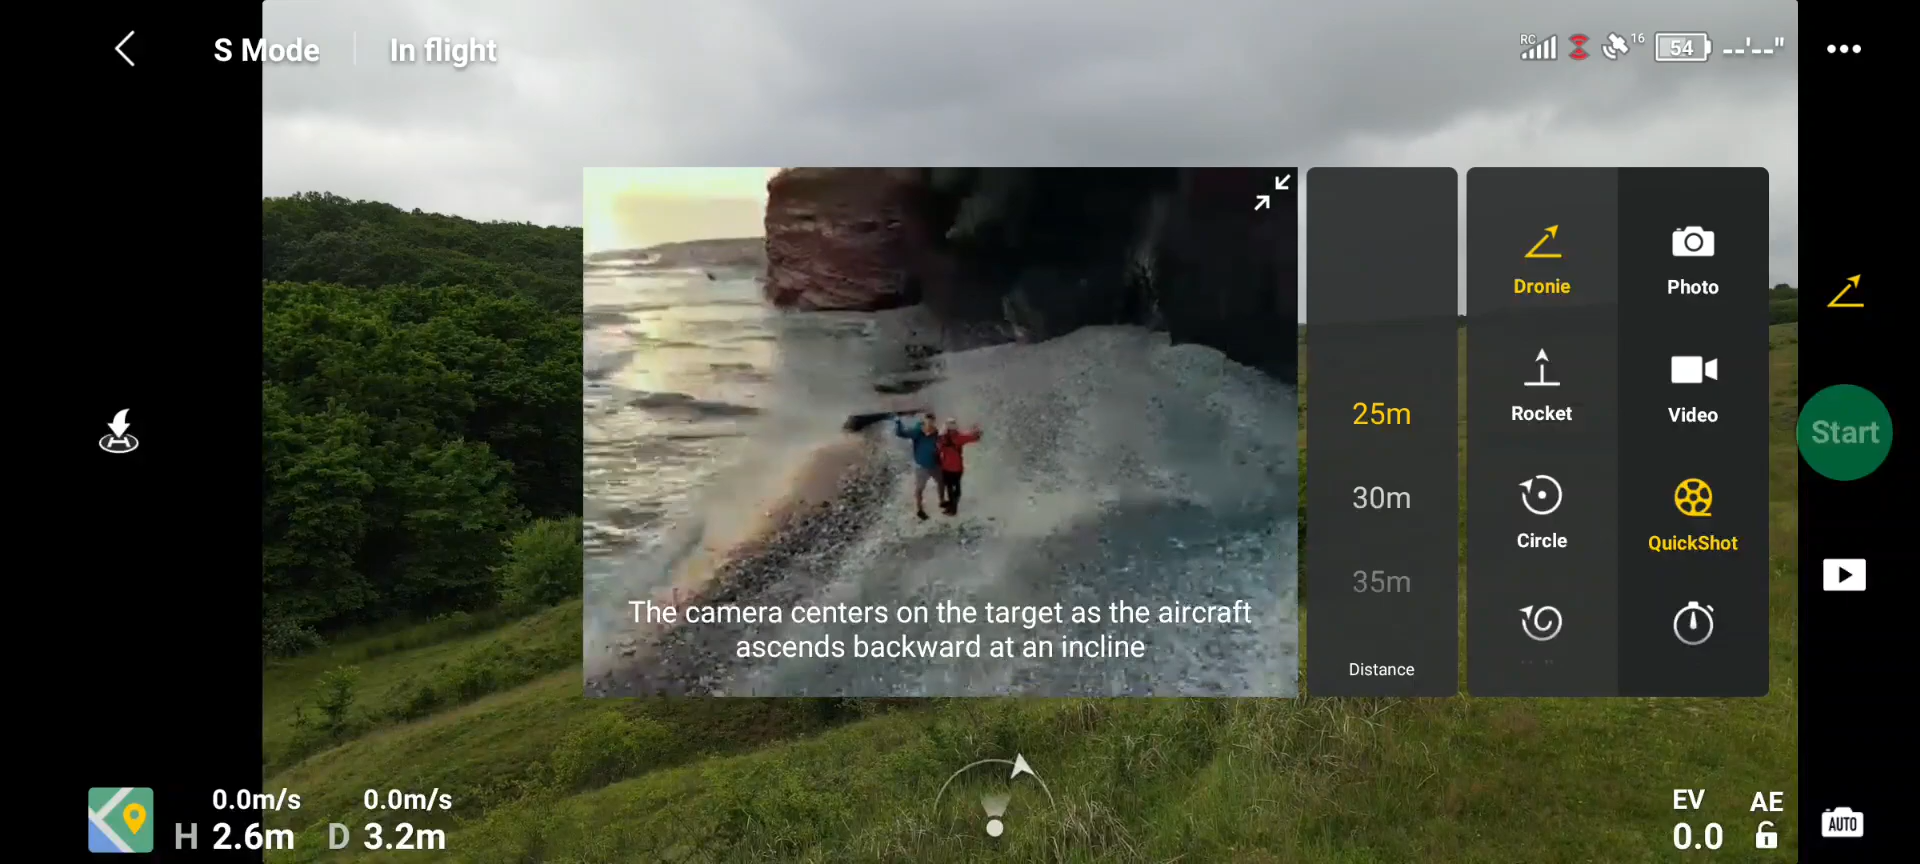 S Mode
In flight
RC
16
54
--'--"
Dronie
Photo
Rocket
Video
Circle
QuickShot
25m
30m
35m
Distance
Start
The camera centers on the target as the aircraft
ascends backward at an incline
0.0m/s 0.0m/s
H 2.6m D 3.2m
EV AE
0.0
AUTO